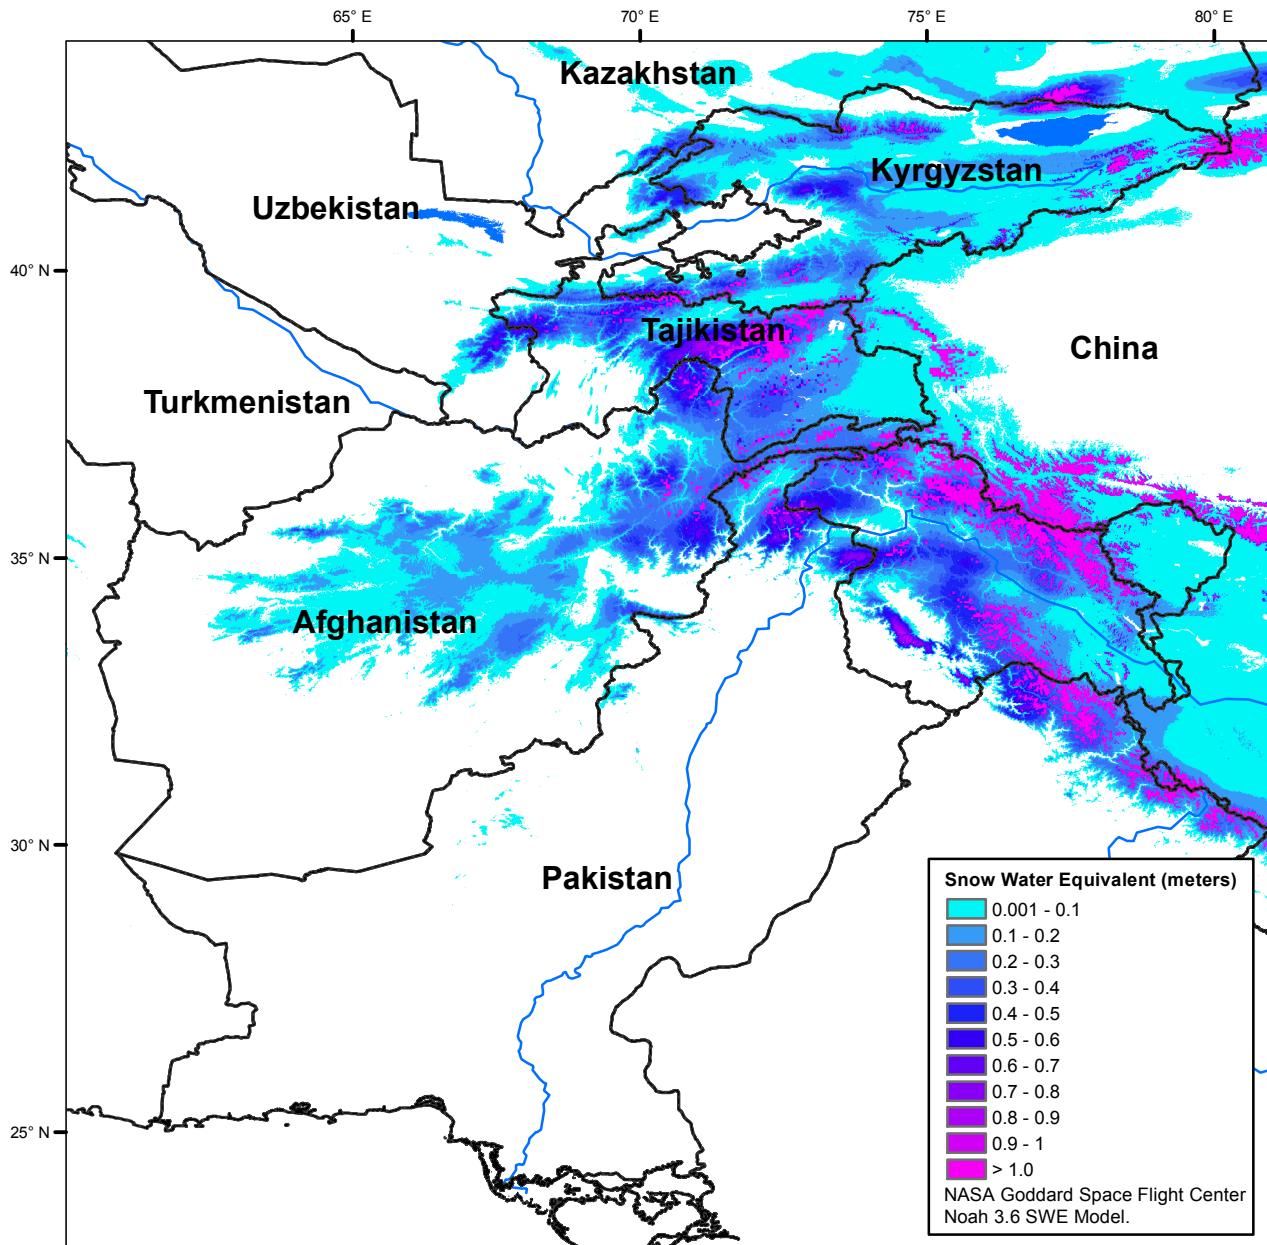 65° E
70° E
75° E
80° E
Kazakhstan
Kyrgyzstan
Uzbekistan
40° N
Tajikistan
China
Turkmenistan
35° N
Afghanistan
30° N
Pakistan
25° N
Snow Water Equivalent (meters)
0.001 - 0.1
0.1 - 0.2
0.2 - 0.3
0.3 - 0.4
0.4 - 0.5
0.5 - 0.6
0.6 - 0.7
0.7 - 0.8
0.8 - 0.9
0.9 - 1
> 1.0
NASA Goddard Space Flight Center
Noah 3.6 SWE Model.